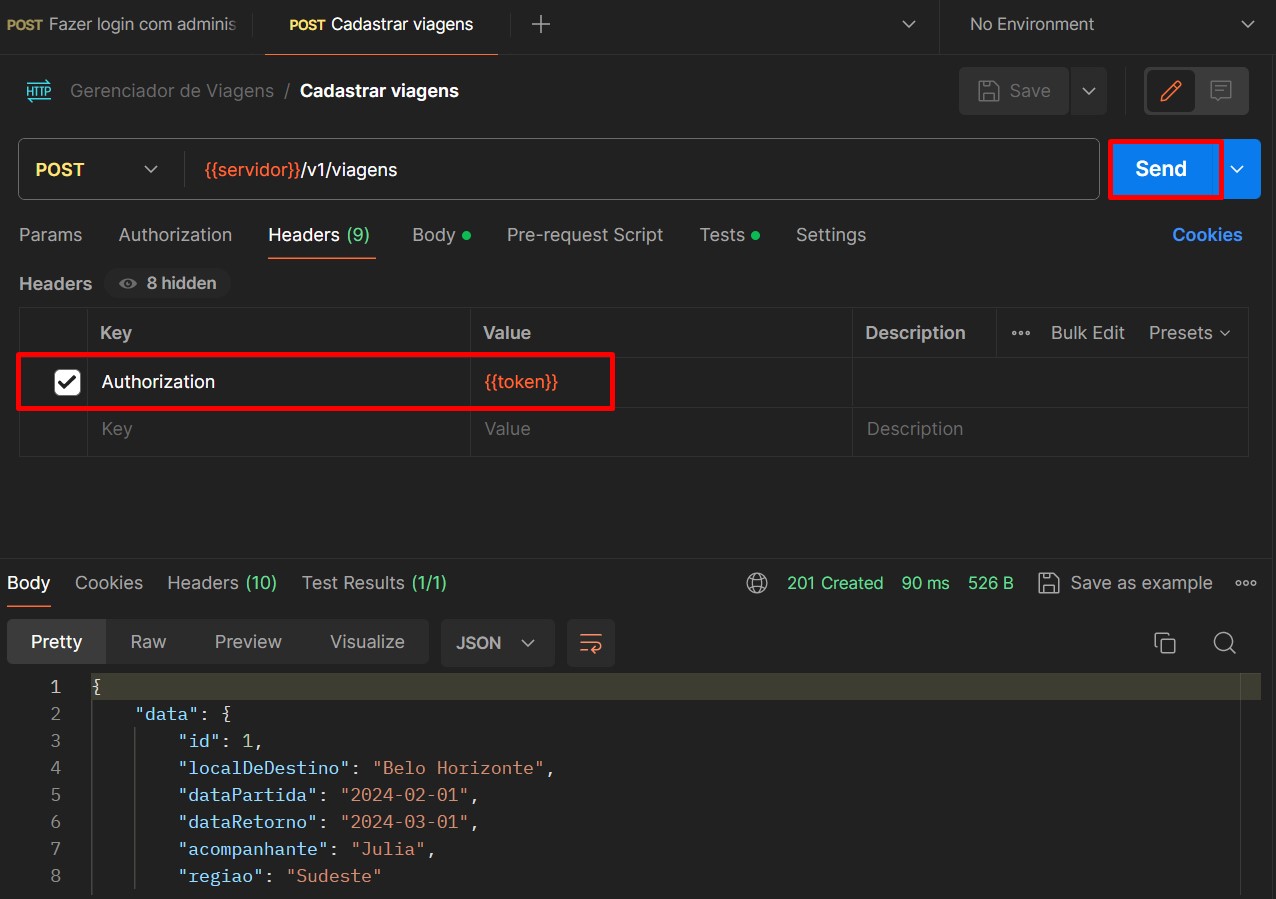 POST Fazer login com adminis
POST Cadastrar viagens
No Environment
HTTP Gerenciador de Viagens / Cadastrar viagens
Save
POST {{servidor}}/v1/viagens
Send
Params Authorization Headers (9) Body Pre-request Script Tests Settings Cookies
Headers 8 hidden
Key Value Description Bulk Edit Presets
Authorization {{token}}
Key Value Description
Body Cookies Headers (10) Test Results (1/1) 201 Created 90 ms 526 B Save as example
Pretty Raw Preview Visualize JSON
1 {
2 "data": {
3 "id": 1,
4 "localDeDestino": "Belo Horizonte",
5 "dataPartida": "2024-02-01",
6 "dataRetorno": "2024-03-01",
7 "acompanhante": "Julia",
8 "regiao": "Sudeste"